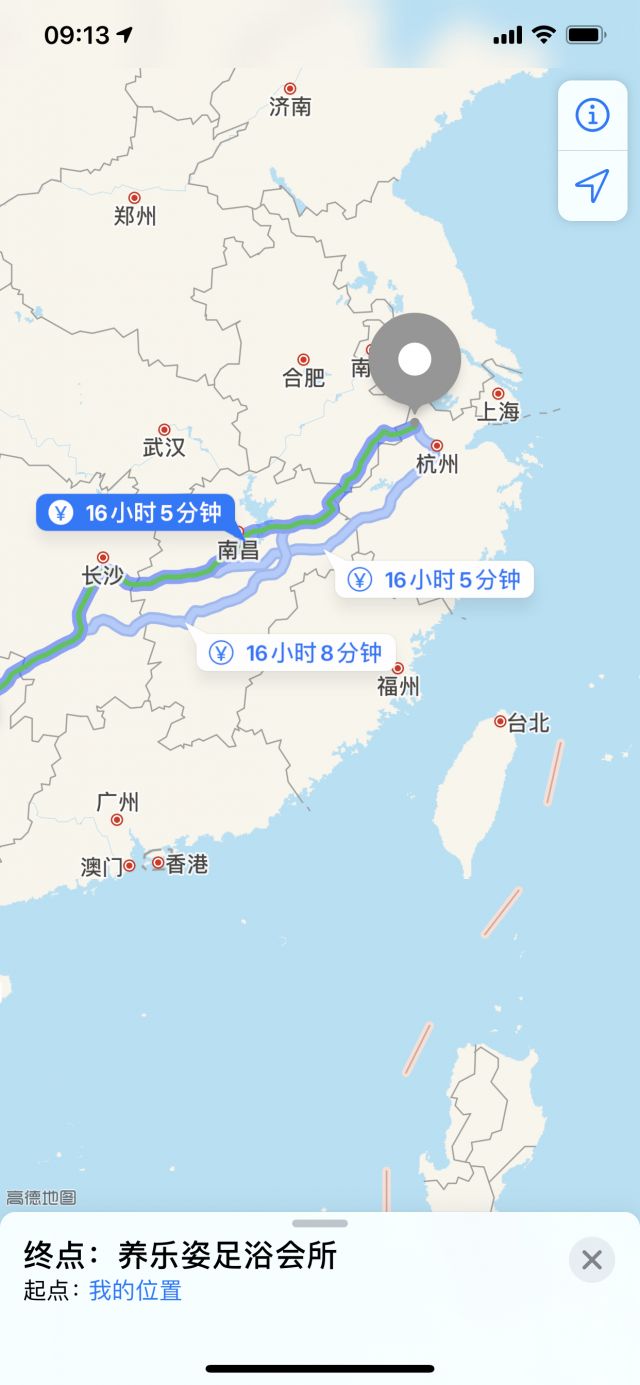 09:13
济南
郑州
合肥
南
上海
武汉
杭州
¥ 16小时5分钟
南昌
长沙
¥ 16小时5分钟
¥ 16小时8分钟
福州
台北
广州
澳门
香港
高德地图
终点：养乐姿足浴会所
起点：我的位置